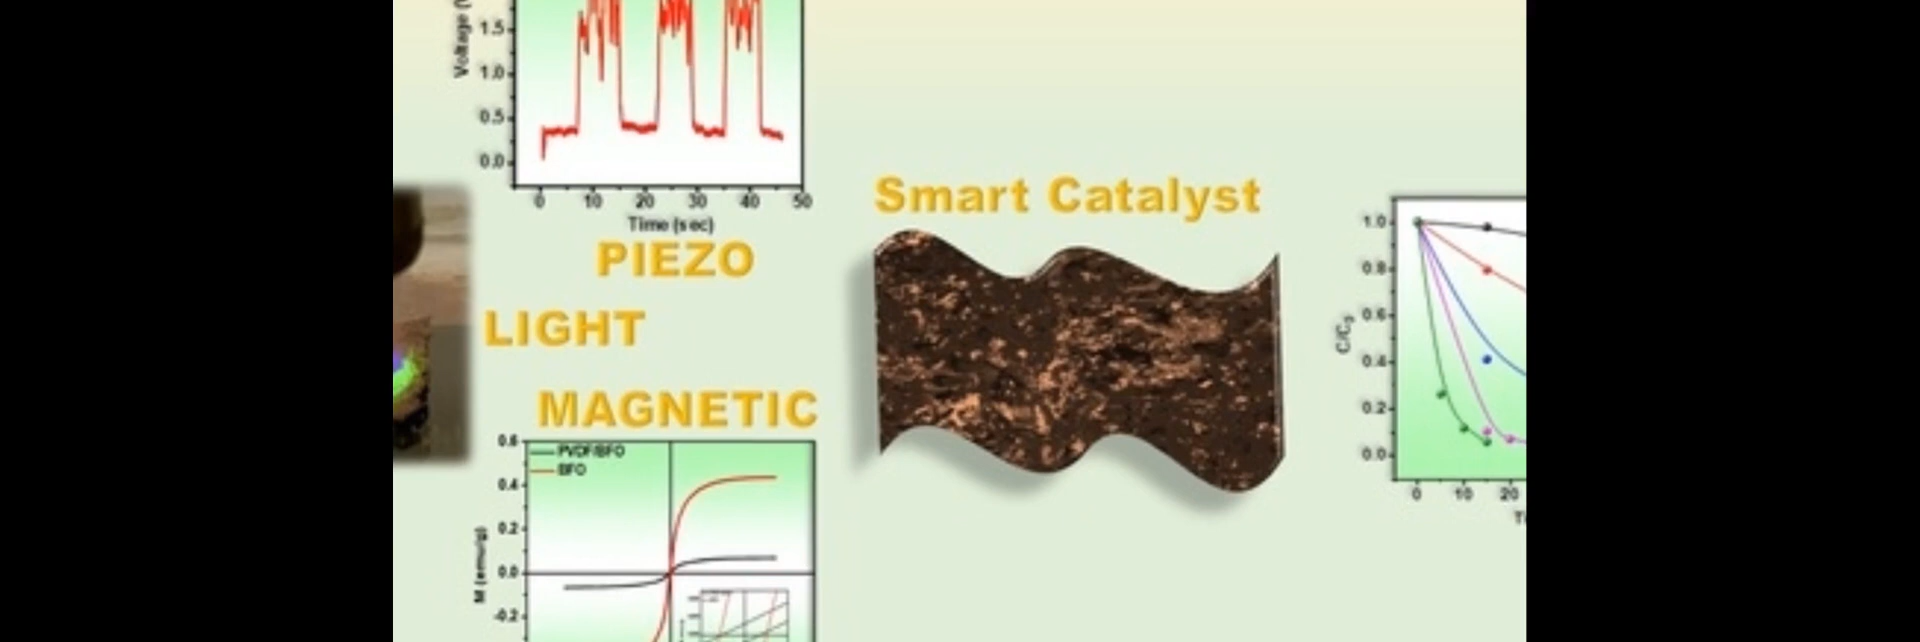 Voltage (
1.5
1.0
0.5
0.0
0 10 20 30 40 50
Time (sec)
PIEZO
LIGHT
MAGNETIC
0.6
PVDF/BFO
BFO
0.4
0.2
0.0
-0.2
M (emu/g)
Smart Catalyst
1.0
0.8
0.6
0.4
0.2
0.0
C/C0
0 10 20